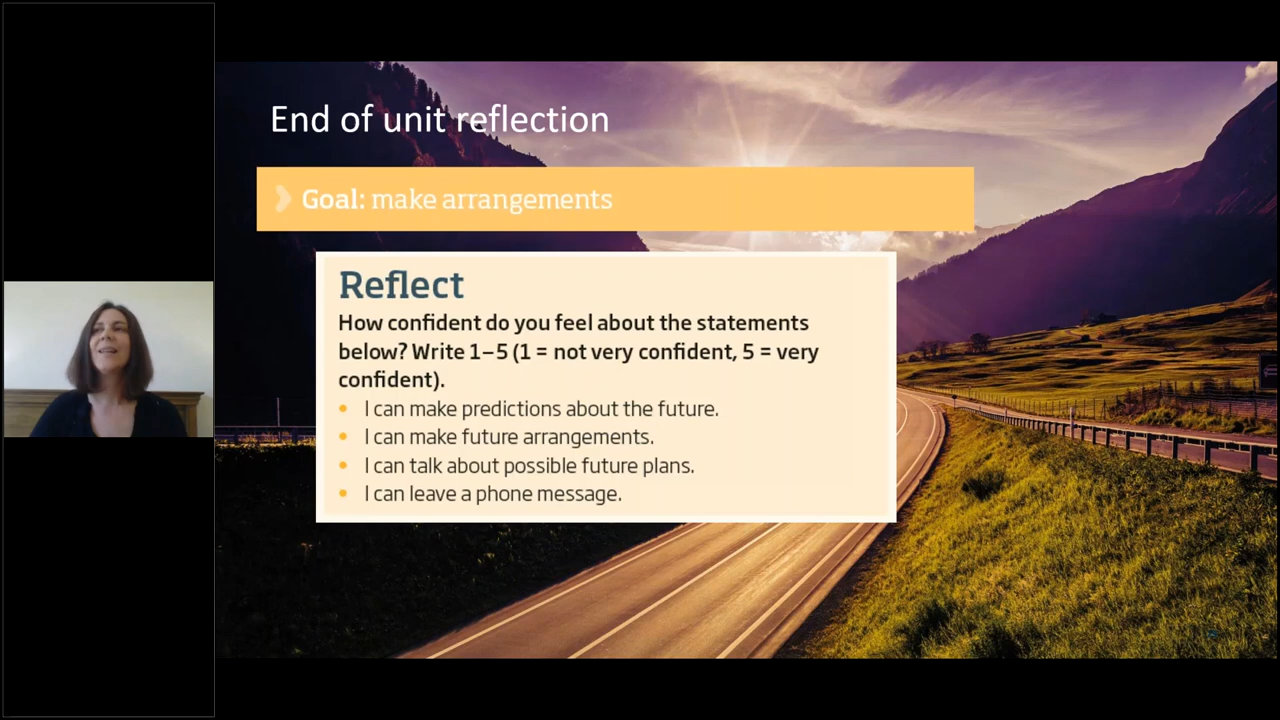 End of unit reflection
Goal: make arrangements
Reflect
How confident do you feel about the statements
below? Write 1–5 (1 = not very confident, 5 = very
confident).
• I can make predictions about the future.
• I can make future arrangements.
• I can talk about possible future plans.
• I can leave a phone message.